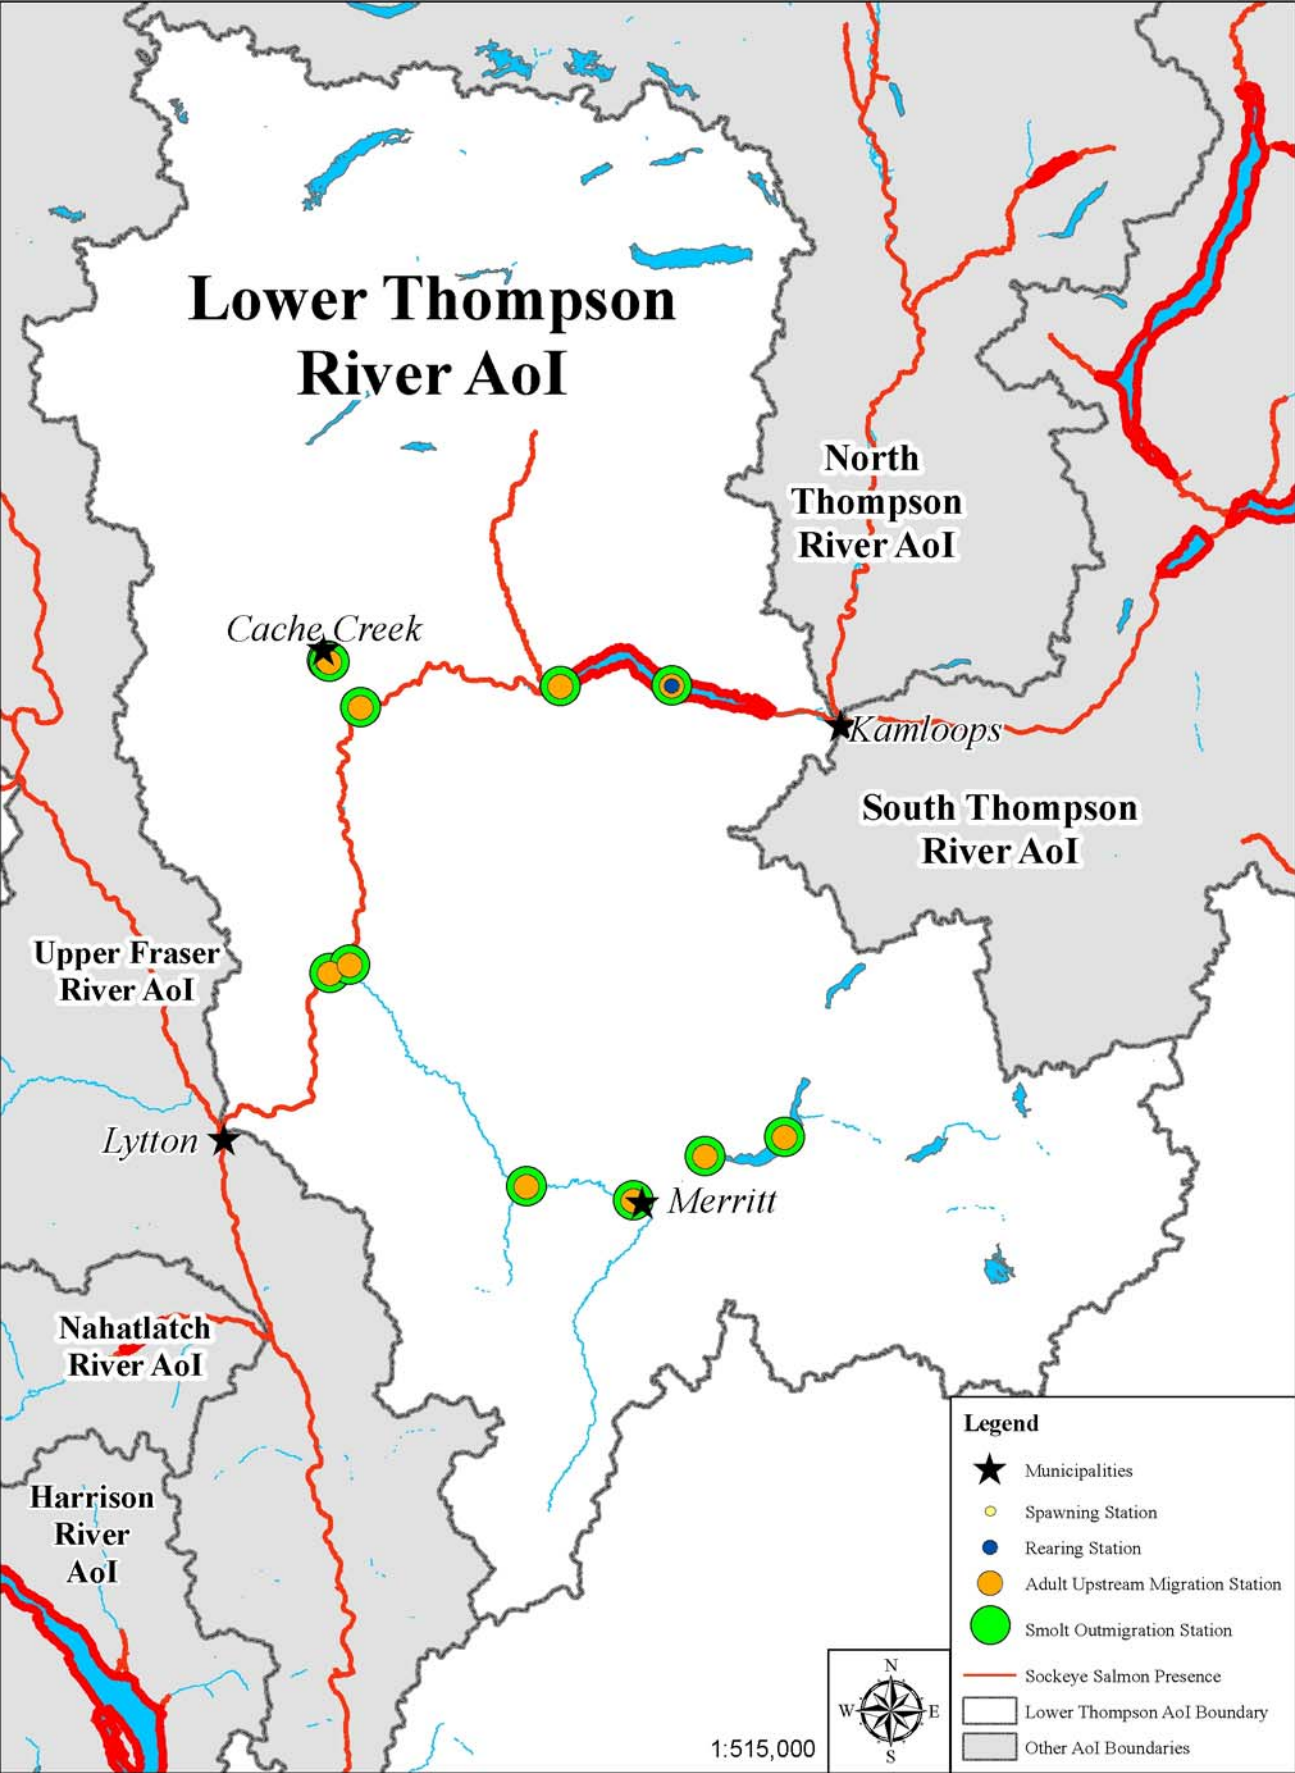 Lower Thompson
River AoI
North
Thompson
River AoI
Cache Creek
Kamloops
South Thompson
River AoI
Upper Fraser
River AoI
Lytton
Merritt
Nahatlatch
River AoI
Harrison
River
AoI
Legend
Municipalities
Spawning Station
Rearing Station
Adult Upstream Migration Station
Smolt Outmigration Station
Sockeye Salmon Presence
Lower Thompson AoI Boundary
Other AoI Boundaries
N
W E
S
1:515,000